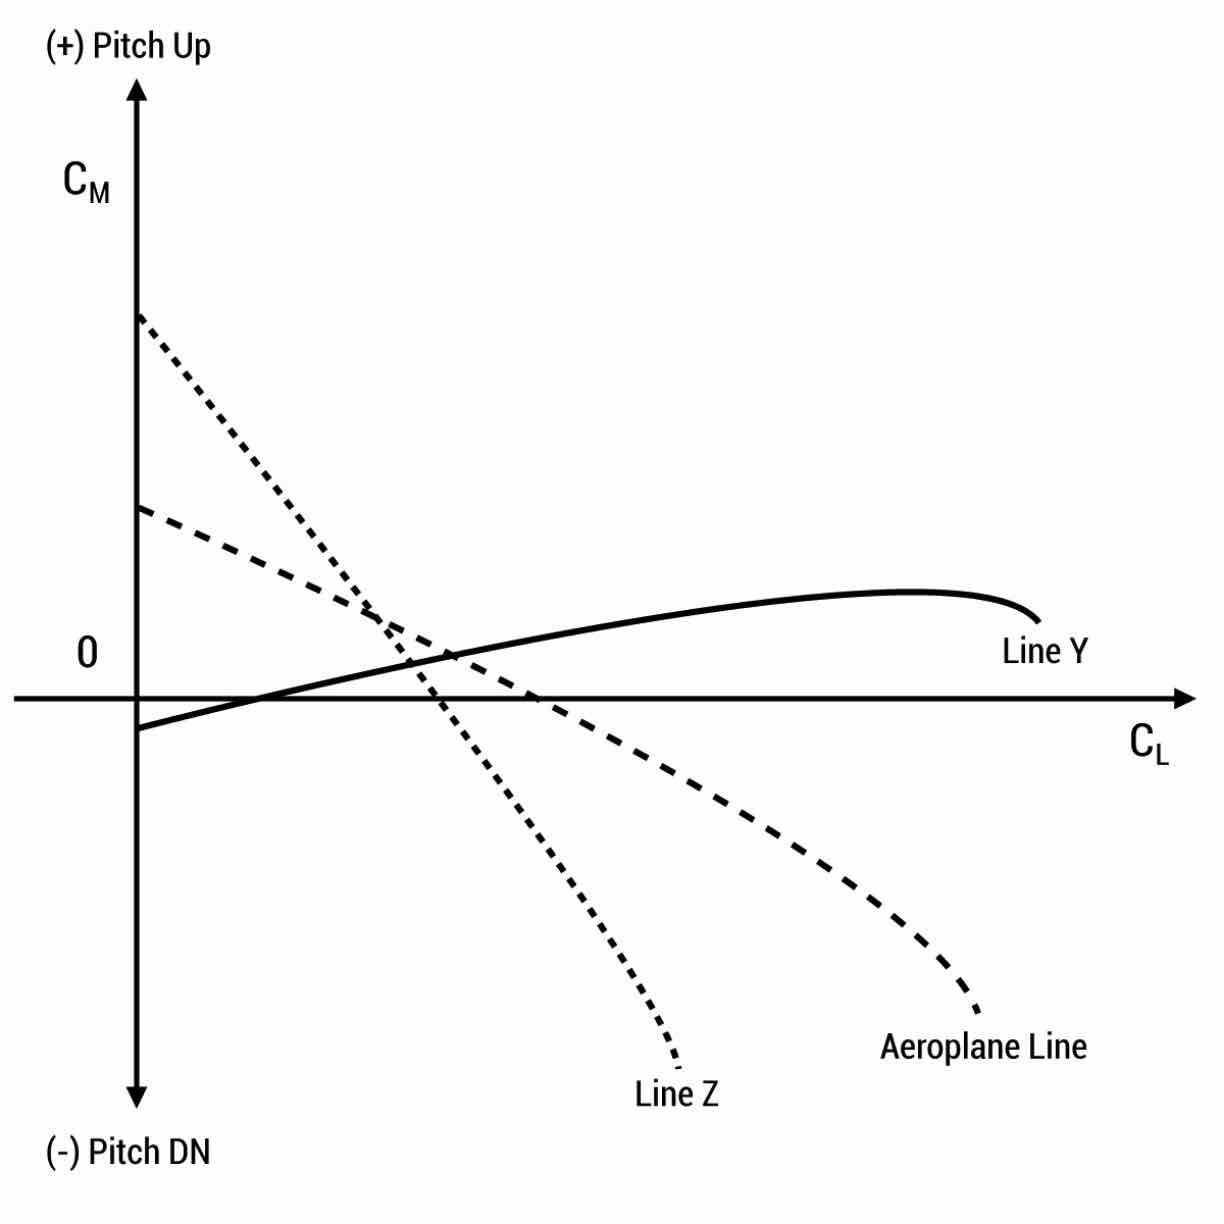 (+) Pitch Up
CM
0
Line Y
CL
Aeroplane Line
Line Z
(-) Pitch DN